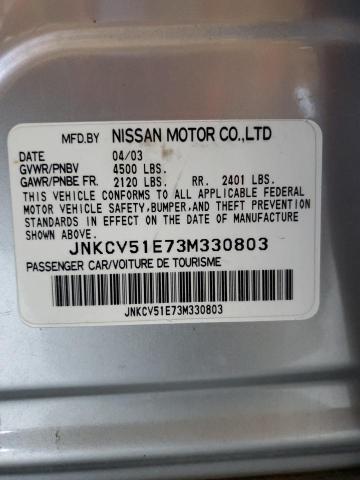 MFD.BY NISSAN MOTOR CO.,LTD
DATE 04/03
GVWR/PNBV 4500 LBS.
GAWR/PNBE FR. 2120 LBS. RR. 2401 LBS.
THIS VEHICLE CONFORMS TO ALL APPLICABLE FEDERAL
MOTOR VEHICLE SAFETY, BUMPER, AND THEFT PREVENTION
STANDARDS IN EFFECT ON THE DATE OF MANUFACTURE
SHOWN ABOVE.
JNKCV51E73M330803
PASSENGER CAR/VOITURE DE TOURISME
JNKCV51E73M330803